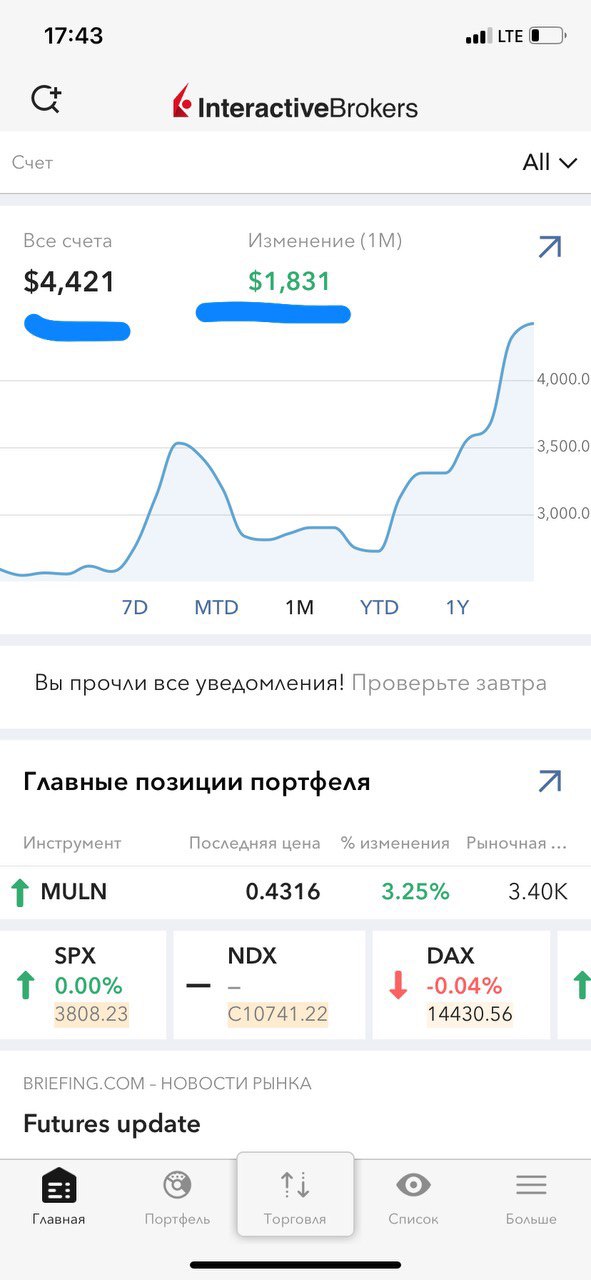 17:43 LTE
InteractiveBrokers
Счет All
Все счета Изменение (1M)
$4,421 $1,831
4,000.0
3,500.0
3,000.0
7D MTD 1M YTD 1Y
Вы прочли все уведомления! Проверьте завтра
Главные позиции портфеля
Инструмент Последняя цена % изменения Рыночная ...
MULN 0.4316 3.25% 3.40K
SPX NDX DAX
0.00% – -0.04%
3808.23 C10741.22 14430.56
BRIEFING.COM – НОВОСТИ РЫНКА
Futures update
Главная Портфель Торговля Список Больше